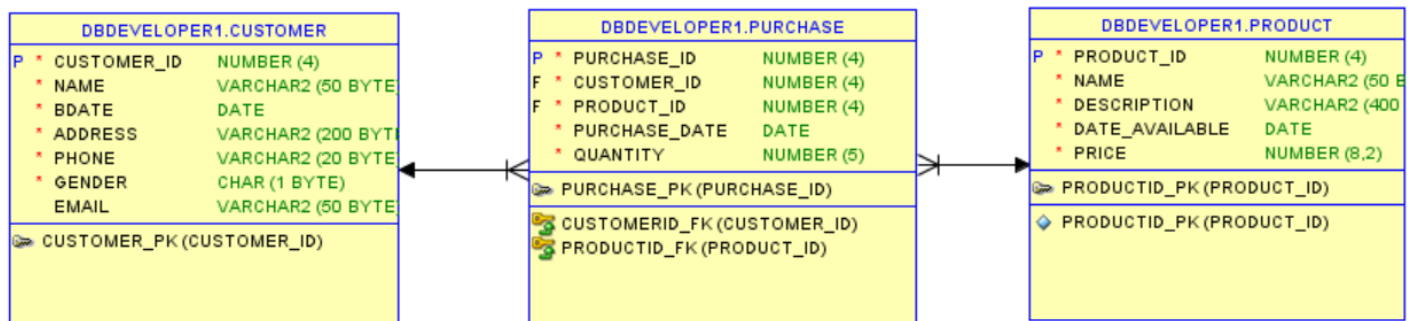 DBDEVELOPER1.CUSTOMER
P * CUSTOMER_ID NUMBER (4)
* NAME VARCHAR2 (50 BYTE)
* BDATE DATE
* ADDRESS VARCHAR2 (200 BYT
* PHONE VARCHAR2 (20 BYTE)
* GENDER CHAR (1 BYTE)
EMAIL VARCHAR2 (50 BYTE)
CUSTOMER_PK (CUSTOMER_ID)
DBDEVELOPER1.PURCHASE
P * PURCHASE_ID NUMBER (4)
F * CUSTOMER_ID NUMBER (4)
F * PRODUCT_ID NUMBER (4)
* PURCHASE_DATE DATE
* QUANTITY NUMBER (5)
PURCHASE_PK (PURCHASE_ID)
CUSTOMERID_FK (CUSTOMER_ID)
PRODUCTID_FK (PRODUCT_ID)
DBDEVELOPER1.PRODUCT
P * PRODUCT_ID NUMBER (4)
* NAME VARCHAR2 (50 B
* DESCRIPTION VARCHAR2 (400
* DATE_AVAILABLE DATE
* PRICE NUMBER (8,2)
PRODUCTID_PK (PRODUCT_ID)
PRODUCTID_PK (PRODUCT_ID)